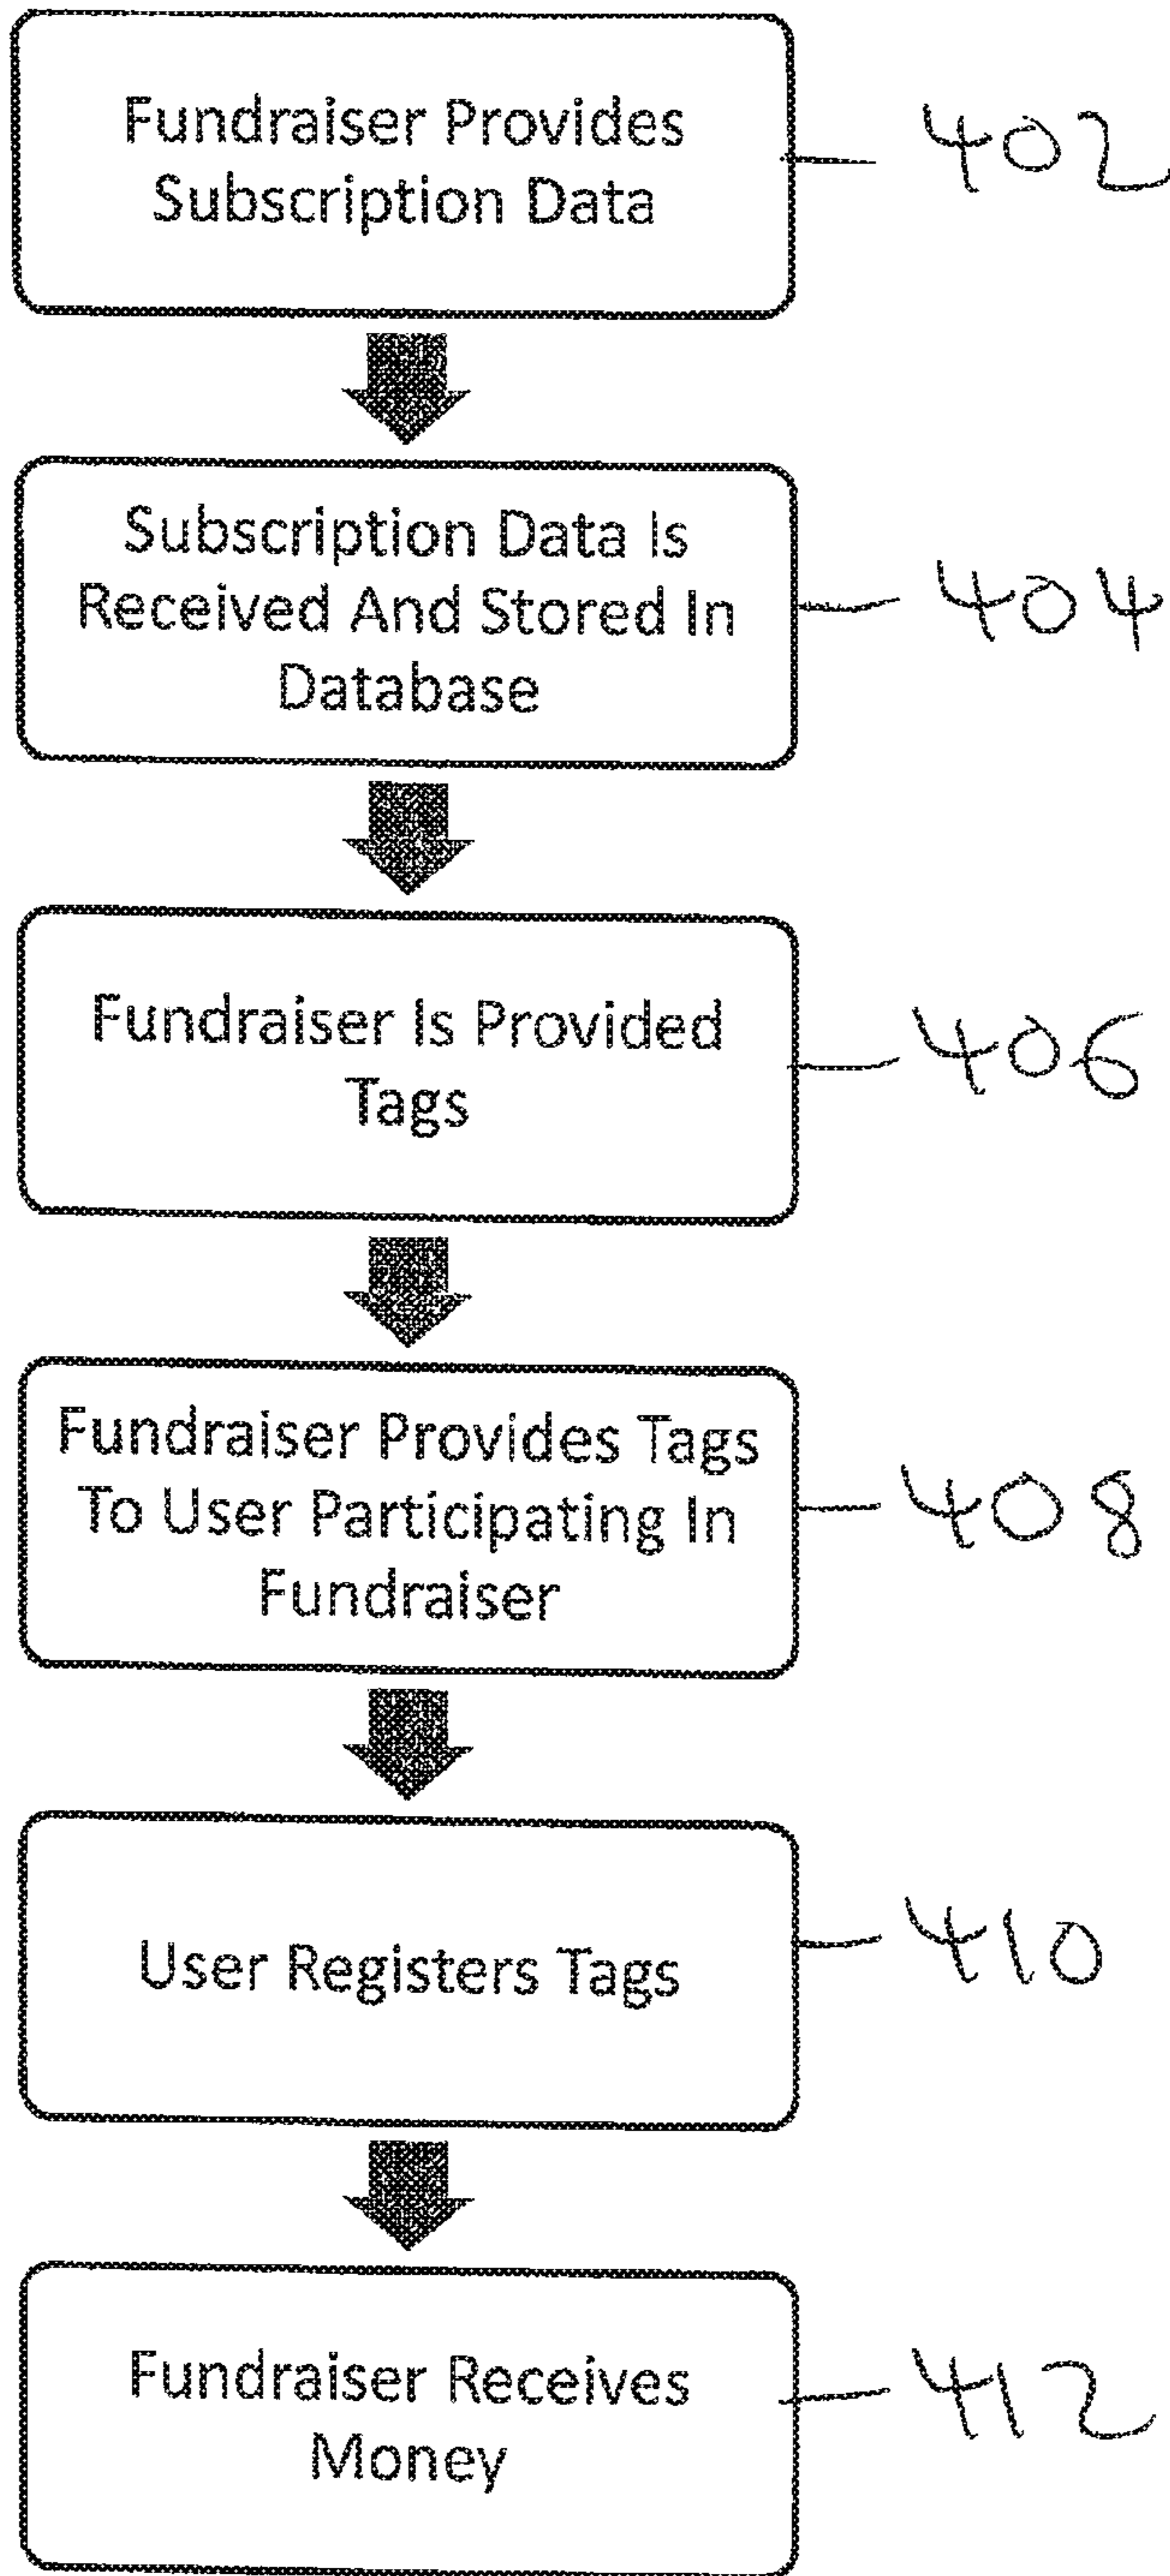 Fundraiser Provides
Subscription Data
402
Subscription Data Is
Received And Stored In
Database
404
Fundraiser Is Provided
Tags
406
Fundraiser Provides Tags
To User Participating In
Fundraiser
408
User Registers Tags
410
Fundraiser Receives
Money
412